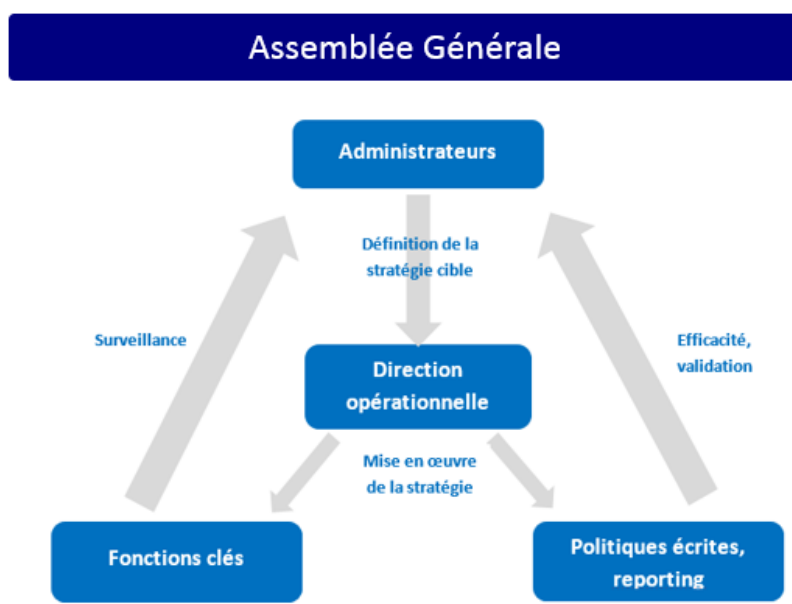 Assemblée Générale
Administrateurs
Définition de la
stratégie cible
Surveillance
Efficacité,
validation
Direction
opérationnelle
Mise en œuvre
de la stratégie
Fonctions clés
Politiques écrites,
reporting